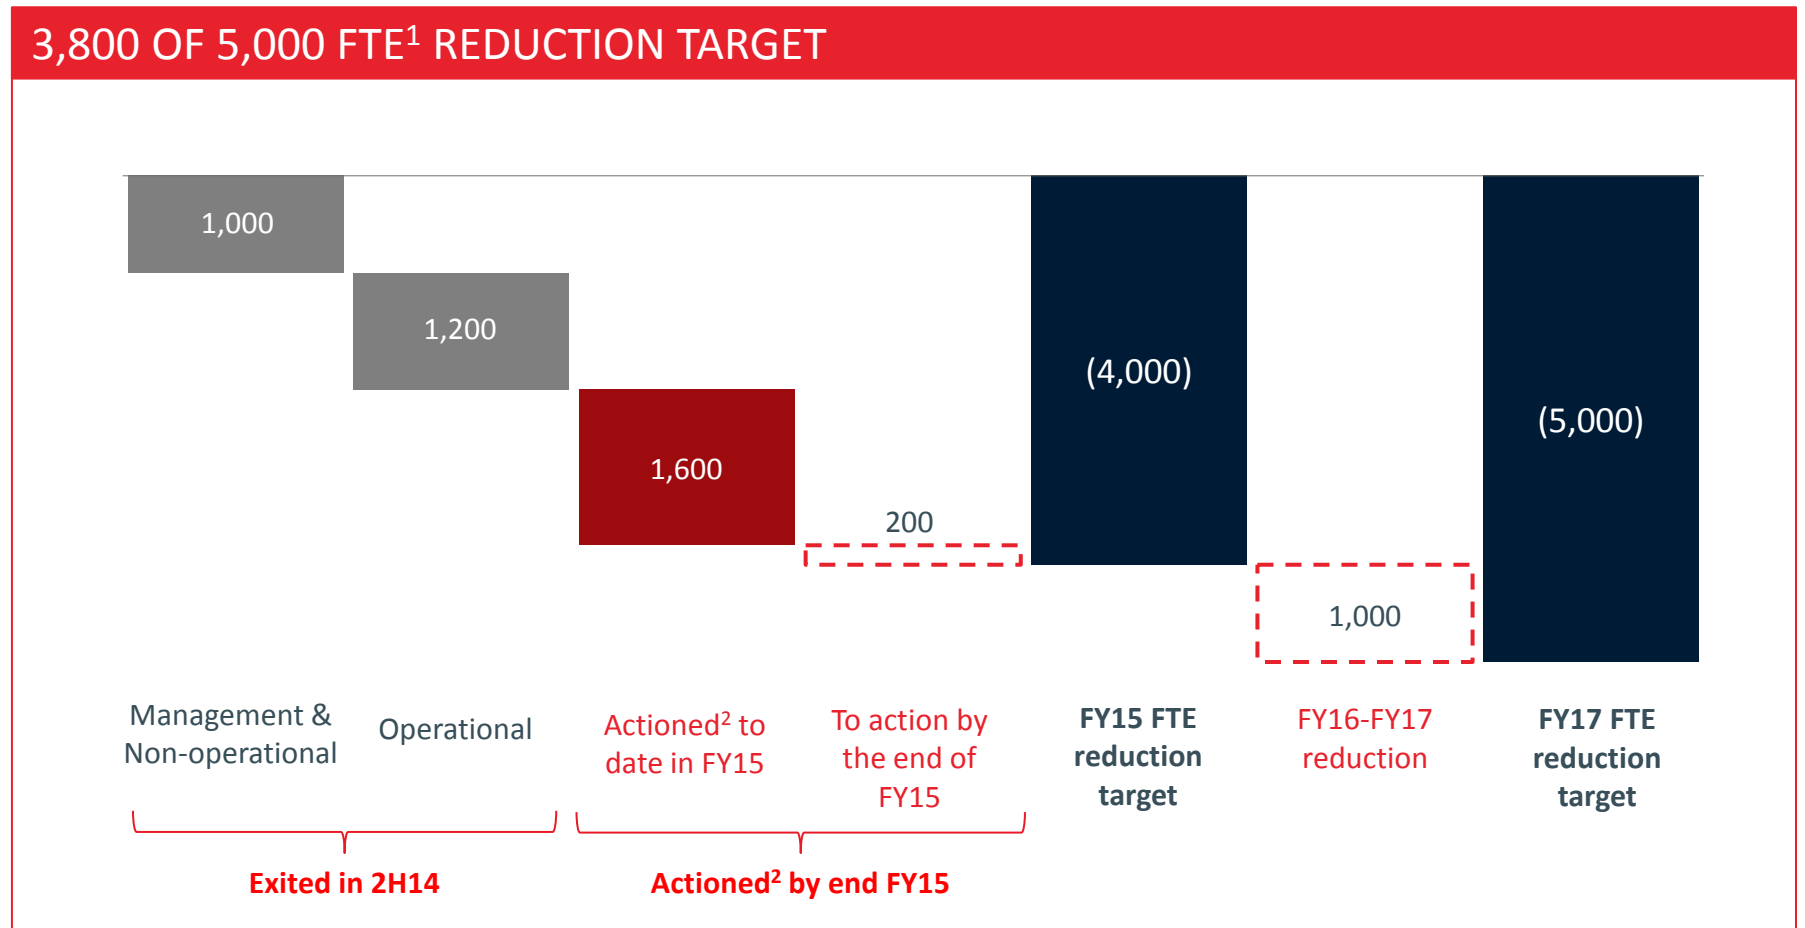 3,800 OF 5,000 FTE¹ REDUCTION TARGET
1,000
1,200
1,600
200
(4,000)
1,000
(5,000)
Management &
Non-operational
Operational
Actioned² to
date in FY15
To action by
the end of
FY15
FY15 FTE
reduction
target
FY16-FY17
reduction
FY17 FTE
reduction
target
Exited in 2H14
Actioned² by end FY15